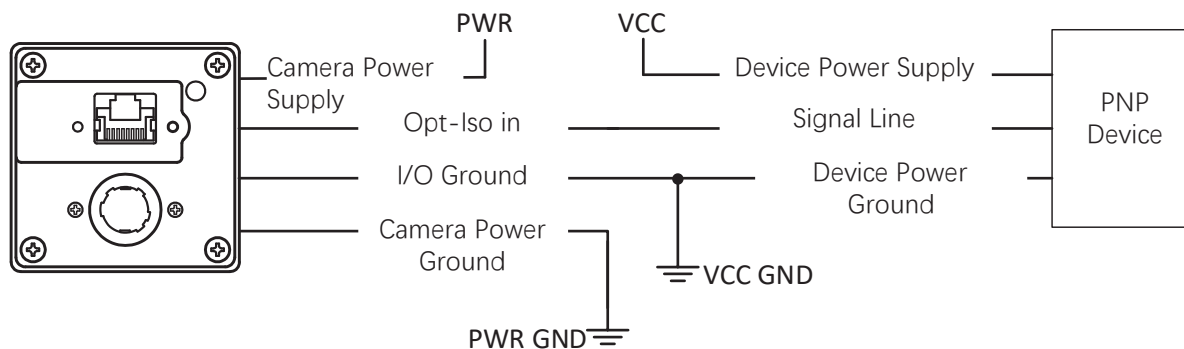 PWR
VCC
Camera Power
Supply
Device Power Supply
PNP
Device
Opt-Iso in
Signal Line
I/O Ground
Device Power
Ground
Camera Power
Ground
VCC GND
PWR GND